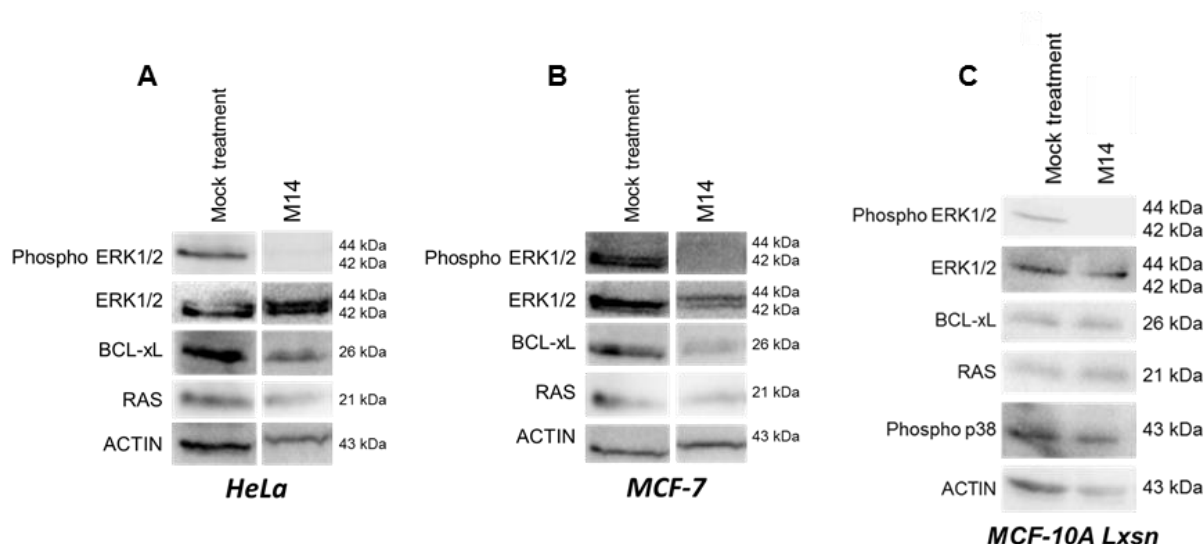 A
Mock treatment
M14
Phospho ERK1/2
44 kDa
42 kDa
ERK1/2
44 kDa
42 kDa
BCL-xL
26 kDa
RAS
21 kDa
ACTIN
43 kDa
HeLa
B
Mock treatment
M14
Phospho ERK1/2
44 kDa
42 kDa
ERK1/2
44 kDa
42 kDa
BCL-xL
26 kDa
RAS
21 kDa
ACTIN
43 kDa
MCF-7
C
Mock treatment
M14
Phospho ERK1/2
44 kDa
42 kDa
ERK1/2
44 kDa
42 kDa
BCL-xL
26 kDa
RAS
21 kDa
Phospho p38
43 kDa
ACTIN
43 kDa
MCF-10A Lxsn